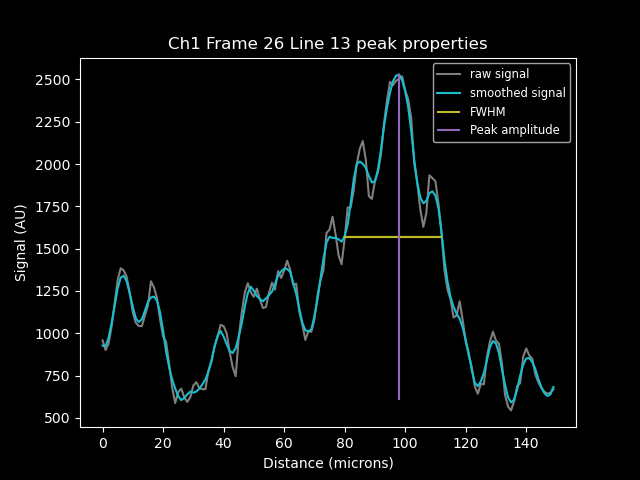 Ch1 Frame 26 Line 13 peak properties
raw signal
smoothed signal
FWHM
Peak amplitude
Signal (AU)
2500
2250
2000
1750
1500
1250
1000
750
500
0 20 40 60 80 100 120 140
Distance (microns)